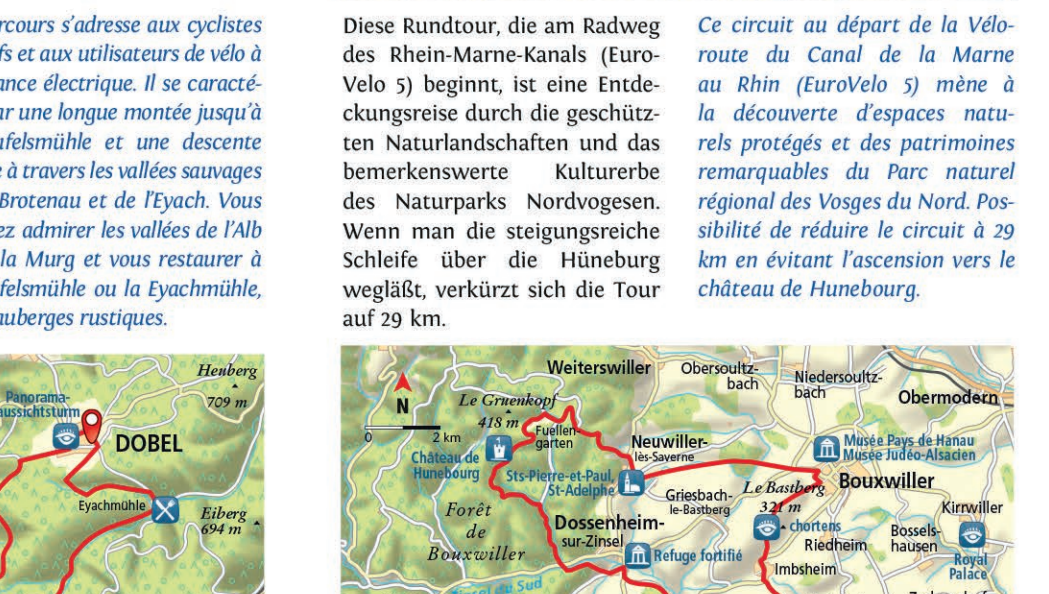 rcours s'adresse aux cyclistes
fs et aux utilisateurs de vélo à
ance électrique. Il se caracté-
ar une longue montée jusqu'à
ufelsmühle et une descente
e à travers les vallées sauvages
Brotenau et de l'Eyach. Vous
ez admirer les vallées de l'Alb
la Murg et vous restaurer à
felsmühle ou la Eyachmühle,
auberges rustiques.
Diese Rundtour, die am Radweg
des Rhein-Marne-Kanals (Euro-
Velo 5) beginnt, ist eine Entde-
ckungsreise durch die geschütz-
ten Naturlandschaften und das
bemerkenswerte Kulturerbe
des Naturparks Nordvogesen.
Wenn man die steigungsreiche
Schleife über die Hüneburg
wegläßt, verkürzt sich die Tour
auf 29 km.
Ce circuit au départ de la Vélo-
route du Canal de la Marne
au Rhin (EuroVelo 5) mène à
la découverte d'espaces natu-
rels protégés et des patrimoines
remarquables du Parc naturel
régional des Vosges du Nord. Pos-
sibilité de réduire le circuit à 29
km en évitant l'ascension vers le
château de Hunebourg.
Heuberg
709 m
Panorama-
aussichtsturm
DOBEL
Eyachmühle
Eiberg
694 m
Weiterswiller
Obersoultz-
bach
Niedersoultz-
bach
Obermodern
N
0 2 km
Le Gruenkopf
418 m
Fuellen-
garten
Château de
Hunebourg
Neuwiller-
lès-Saverne
Sts-Pierre-et-Paul,
St-Adelphe
Musée Pays de Hanau
Musée Judéo-Alsacien
Bouxwiller
Griesbach-
le-Bastberg
Le Bastberg
321 m
chortens
Kirrwiller
Forêt
de
Bouxwiller
Dossenheim-
sur-Zinsel
Refuge fortifié
Riedheim
Bossels-
hausen
Royal
Palace
Imbsheim
Zinsel du Sud